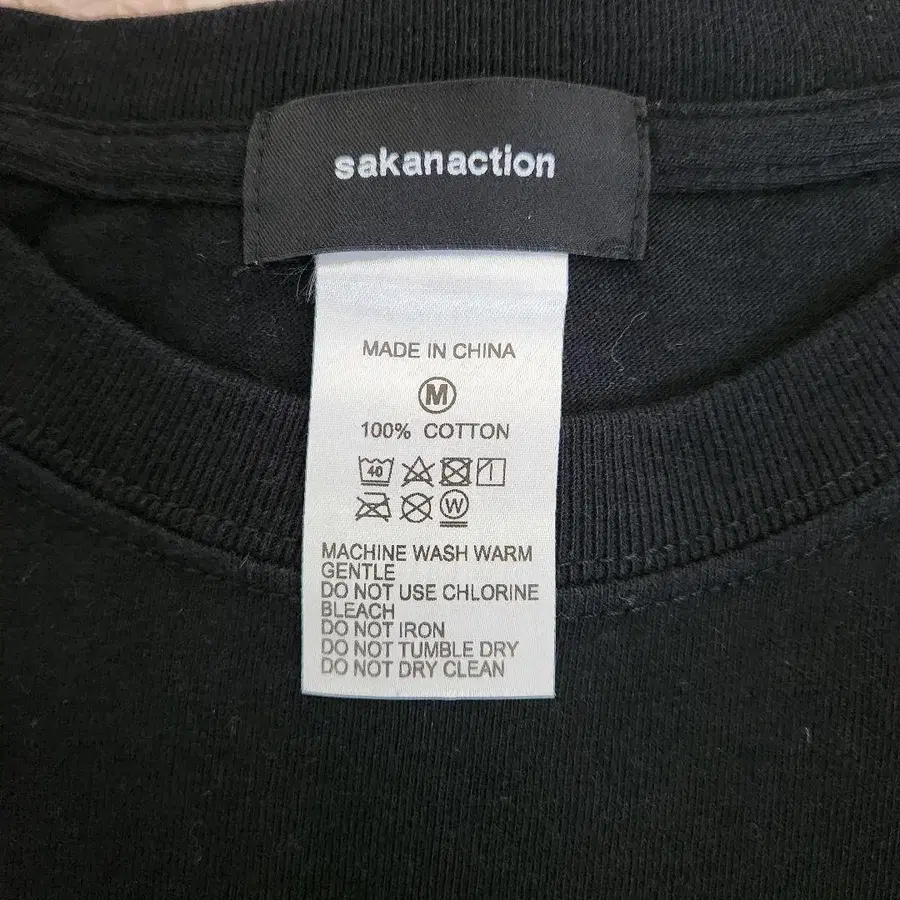 sakanaction
MADE IN CHINA
M
100% COTTON
40
W
MACHINE WASH WARM
GENTLE
DO NOT USE CHLORINE
BLEACH
DO NOT IRON
DO NOT TUMBLE DRY
DO NOT DRY CLEAN